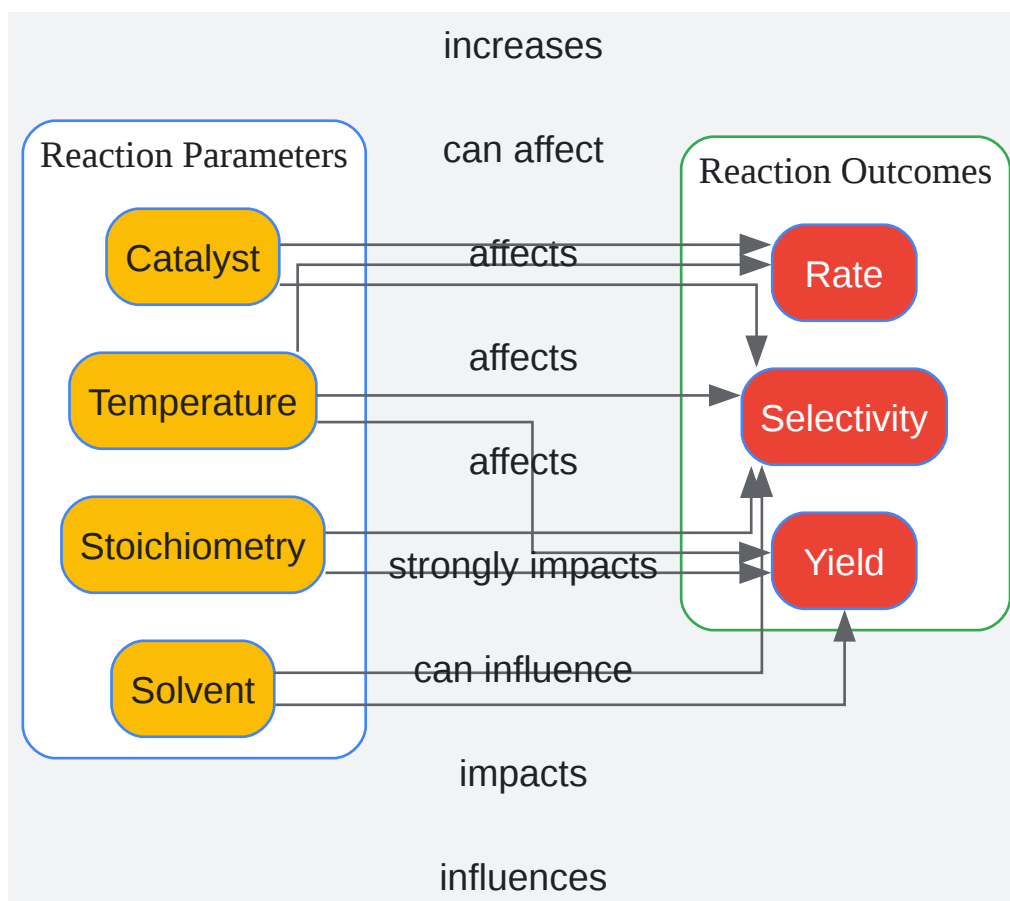 increases
can affect
affects
affects
affects
strongly impacts
can influence
impacts
influences
Reaction Parameters
Catalyst
Temperature
Stoichiometry
Solvent
Reaction Outcomes
Rate
Selectivity
Yield